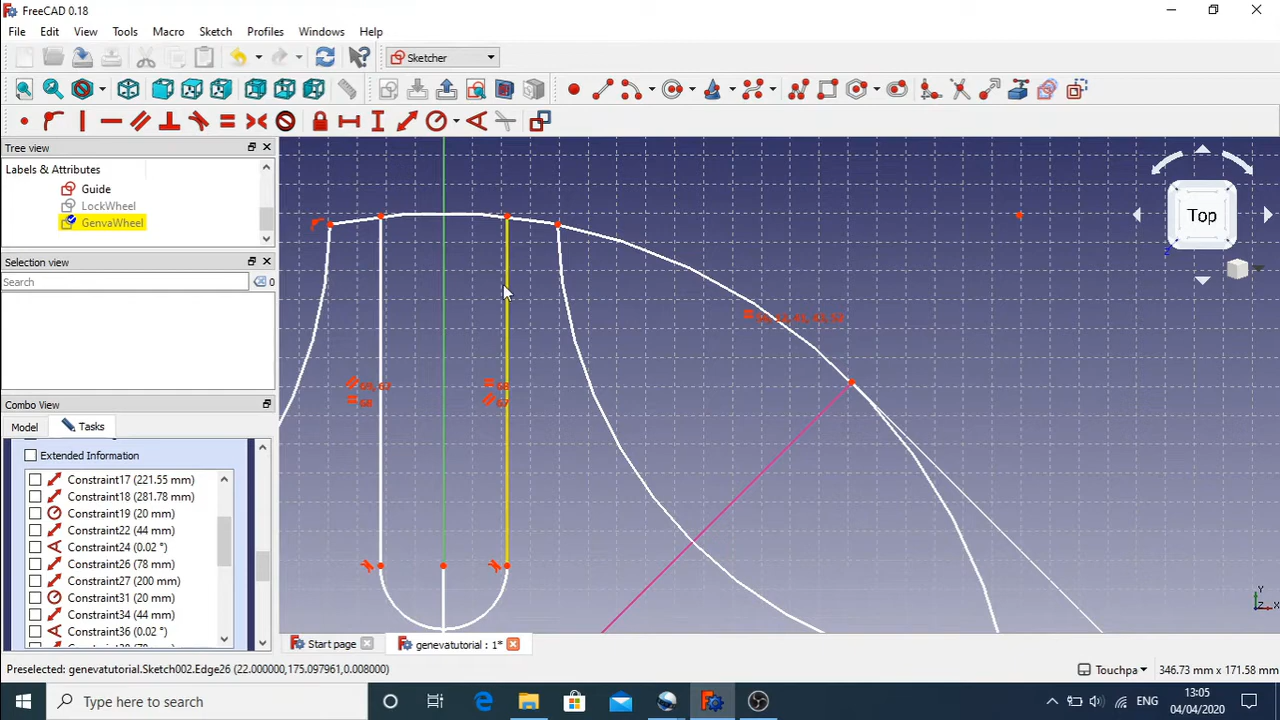 FreeCAD 0.18
File Edit View Tools Macro Sketch Profiles Windows Help
Sketcher
Tree view
Labels & Attributes
Guide
LockWheel
GenvaWheel
Selection view
Search
0
Combo View
Model Tasks
Extended Information
Constraint17 (221.55 mm)
Constraint18 (281.78 mm)
Constraint19 (20 mm)
Constraint22 (44 mm)
Constraint24 (0.02 °)
Constraint26 (78 mm)
Constraint27 (200 mm)
Constraint31 (20 mm)
Constraint34 (44 mm)
Constraint36 (0.02 °)
Top
Y
Z X
68
67
Start page
genevatutorial : 1*
Preselected: genevatutorial.Sketch002.Edge26 (22.000000,175.097961,0.008000)
Touchpa
346.73 mm x 171.58 mm
Type here to search
ENG
13:05
04/04/2020